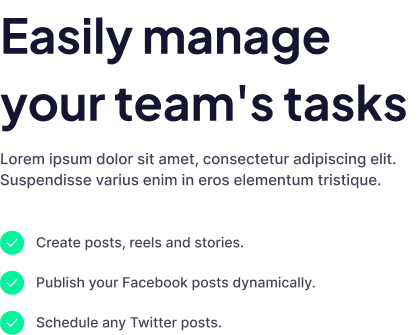 Easily manage
your team's tasks
Lorem ipsum dolor sit amet, consectetur adipiscing elit.
Suspendisse varius enim in eros elementum tristique.
Create posts, reels and stories.
Publish your Facebook posts dynamically.
Schedule any Twitter posts.